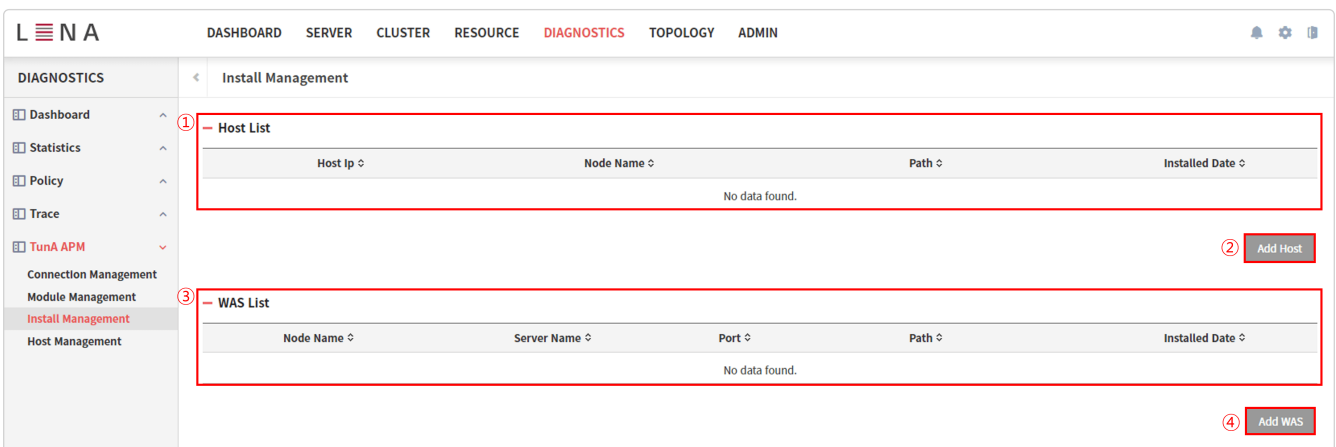 LENA DASHBOARD SERVER CLUSTER RESOURCE DIAGNOSTICS TOPOLOGY ADMIN
DIAGNOSTICS
Install Management
Dashboard
Statistics
Policy
Trace
TunA APM
Connection Management
Module Management
Install Management
Host Management
① Host List
Host Ip Node Name Path Installed Date
No data found.
② Add Host
③ WAS List
Node Name Server Name Port Path Installed Date
No data found.
④ Add WAS